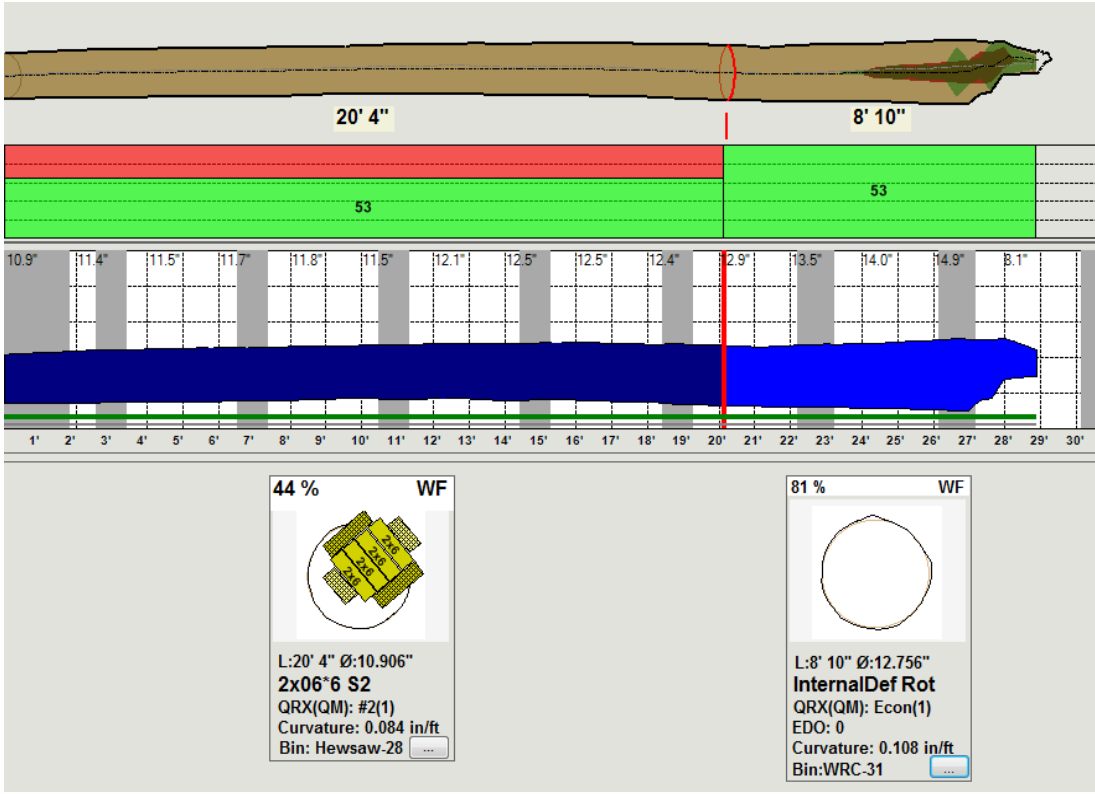 20' 4" 8' 10"
53 53
10.9" 11.4" 11.5" 11.7" 11.8" 11.5" 12.1" 12.5" 12.5" 12.4" 12.9" 13.5" 14.0" 14.9" 8.1"
1' 2' 3' 4' 5' 6' 7' 8' 9' 10' 11' 12' 13' 14' 15' 16' 17' 18' 19' 20' 21' 22' 23' 24' 25' 26' 27' 28' 29' 30'
44 % WF
2x6
2x6
2x6
2x6
L:20' 4" Ø:10.906"
2x06*6 S2
QRX(QM): #2(1)
Curvature: 0.084 in/ft
Bin: Hewsaw-28 ...
81 % WF
L:8' 10" Ø:12.756"
InternalDef Rot
QRX(QM): Econ(1)
EDO: 0
Curvature: 0.108 in/ft
Bin:WRC-31 ...